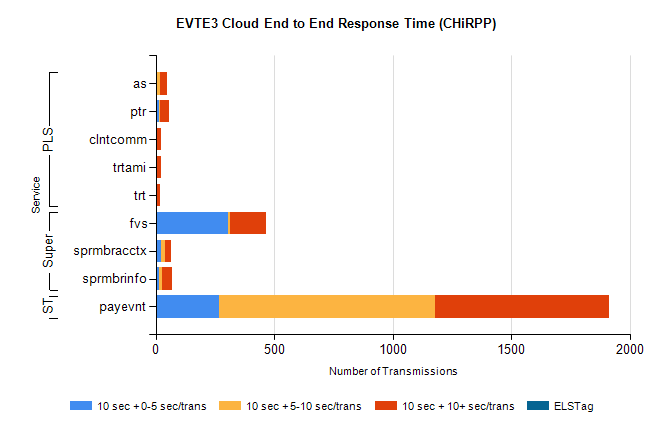 EVTE3 Cloud End to End Response Time (CHiRPP)
Service
PLS
as
ptr
clntcomm
trtami
trt
Super
fvs
sprmbracctx
sprmbrinfo
ST
payevnt
0 500 1000 1500 2000
Number of Transmissions
10 sec +0-5 sec/trans 10 sec +5-10 sec/trans 10 sec + 10+ sec/trans ELSTag